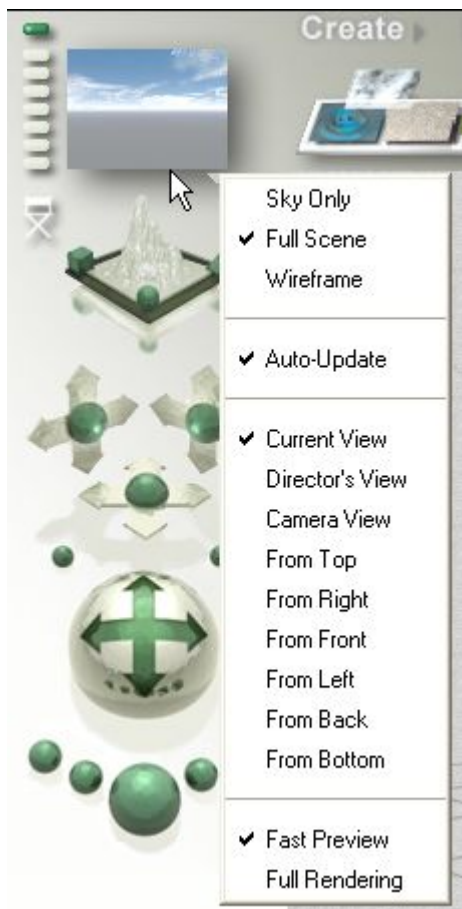 Create
Sky Only
Full Scene
Wireframe
Auto-Update
Current View
Director's View
Camera View
From Top
From Right
From Front
From Left
From Back
From Bottom
Fast Preview
Full Rendering